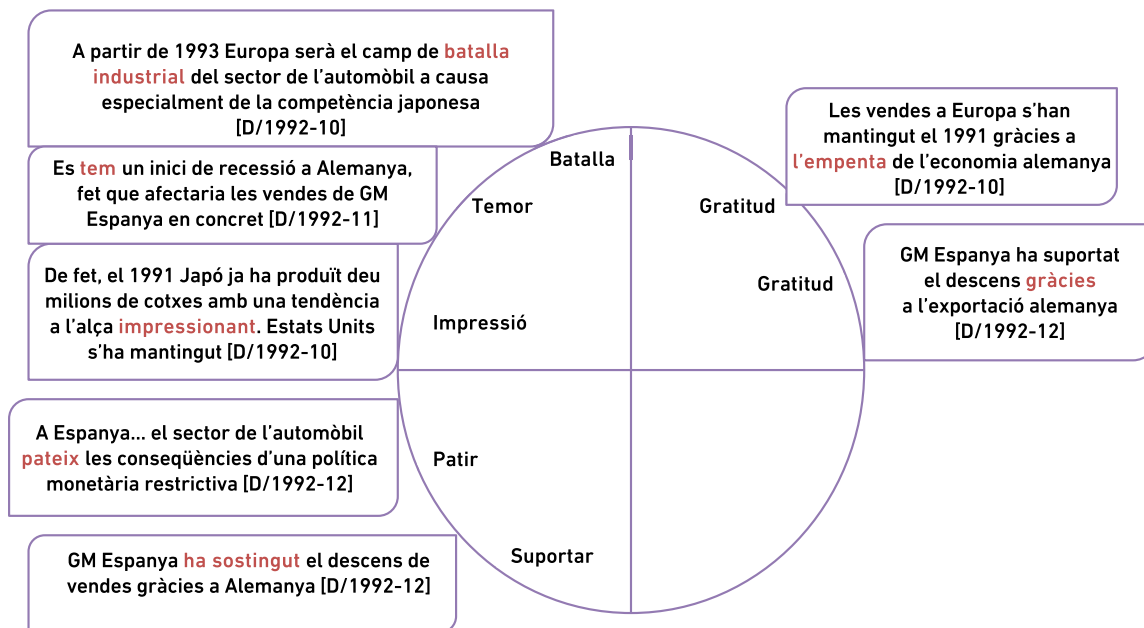 A partir de 1993 Europa serà el camp de batalla
industrial del sector de l’automòbil a causa
especialment de la competència japonesa
[D/1992-10]
Es tem un inici de recessió a Alemanya,
fet que afectaria les vendes de GM
Espanya en concret [D/1992-11]
De fet, el 1991 Japó ja ha produït deu
milions de cotxes amb una tendència
a l’alça impressionant. Estats Units
s’ha mantingut [D/1992-10]
A Espanya... el sector de l’automòbil
pateix les conseqüències d’una política
monetària restrictiva [D/1992-12]
GM Espanya ha sostingut el descens de
vendes gràcies a Alemanya [D/1992-12]
Batalla
Temor
Impressió
Patir
Suportar
Gratitud
Gratitud
Les vendes a Europa s’han
mantingut el 1991 gràcies a
l’empenta de l’economia alemanya
[D/1992-10]
GM Espanya ha suportat
el descens gràcies
a l’exportació alemanya
[D/1992-12]